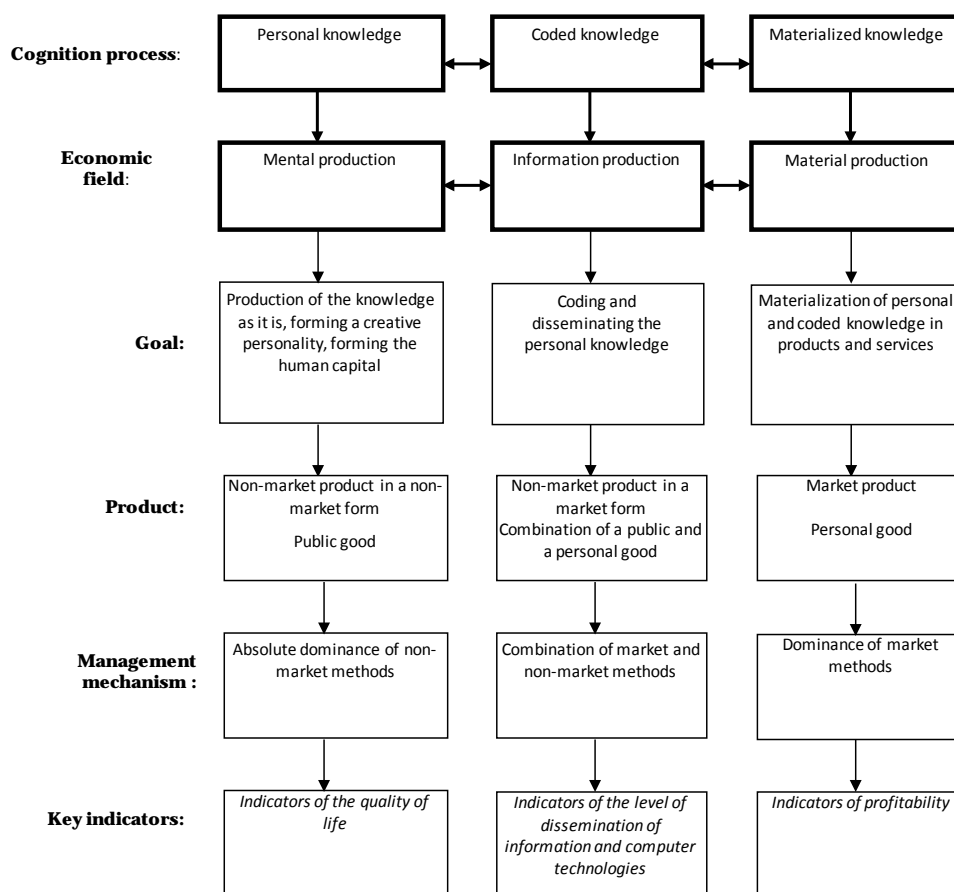 Cognition process:
Personal knowledge
Coded knowledge
Materialized knowledge
Economic
field:
Mental production
Information production
Material production
Goal:
Production of the knowledge
as it is, forming a creative
personality, forming the
human capital
Coding and
disseminating the
personal knowledge
Materialization of personal
and coded knowledge in
products and services
Product:
Non-market product in a non-
market form
Public good
Non-market product in a
market form
Combination of a public and
a personal good
Market product
Personal good
Management
mechanism :
Absolute dominance of non-
market methods
Combination of market and
non-market methods
Dominance of market
methods
Key indicators:
Indicators of the quality of
life
Indicators of the level of
dissemination of
information and computer
technologies
Indicators of profitability